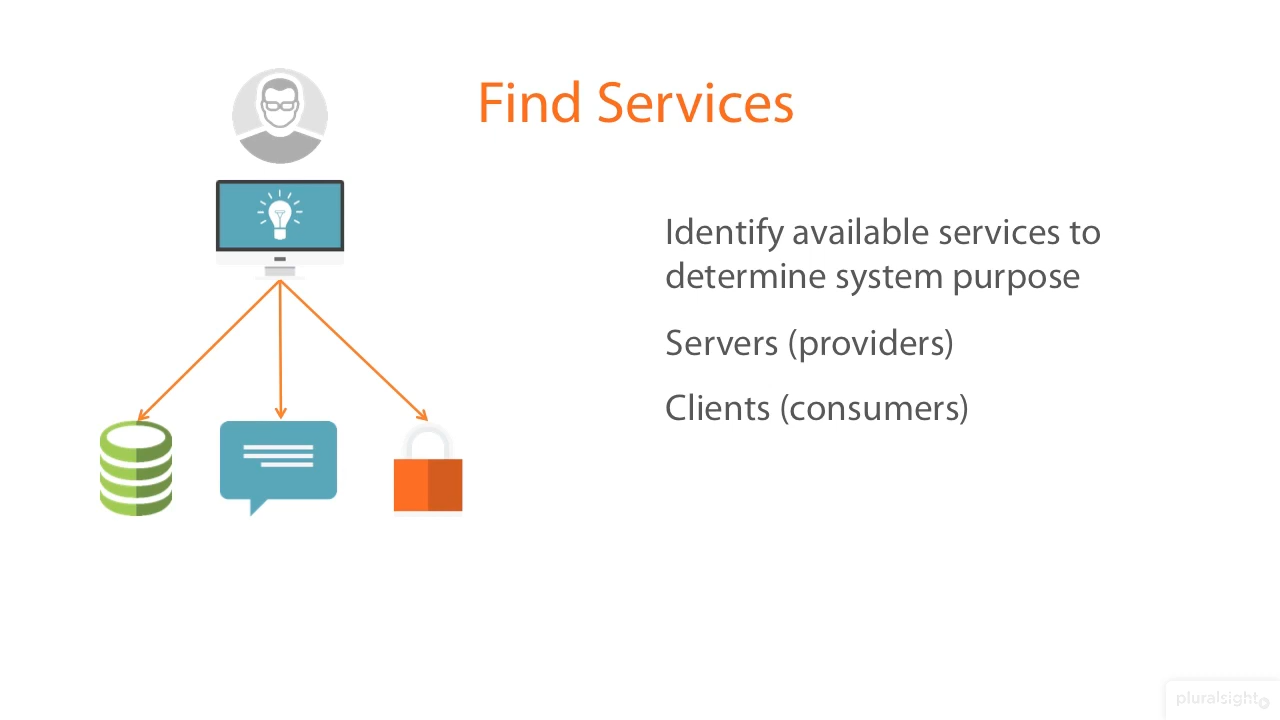 Find Services
Identify available services to
determine system purpose
Servers (providers)
Clients (consumers)
pluralsight